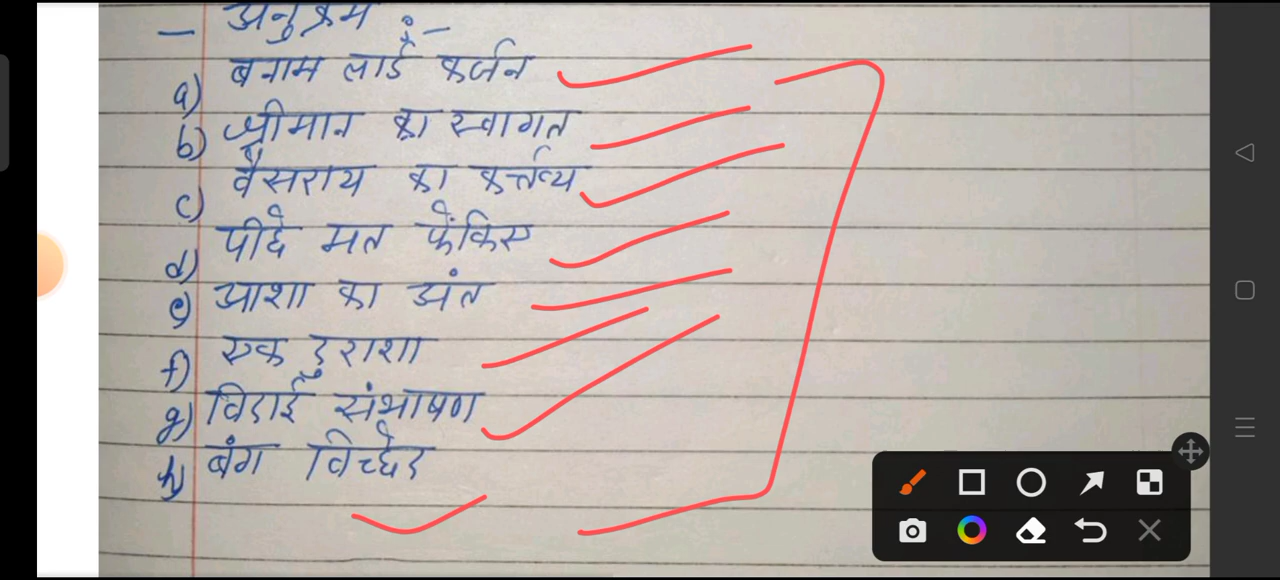 — अनुक्रम :—
a) बनाम लार्ड कर्जन
b) श्रीमान का स्वागत
c) वैसराय का कर्त्तव्य
d) पीछे मत फेंकिए
e) आशा का अंत
f) एक दुराशा
g) विदाई संभाषण
h) बंग विच्छेद